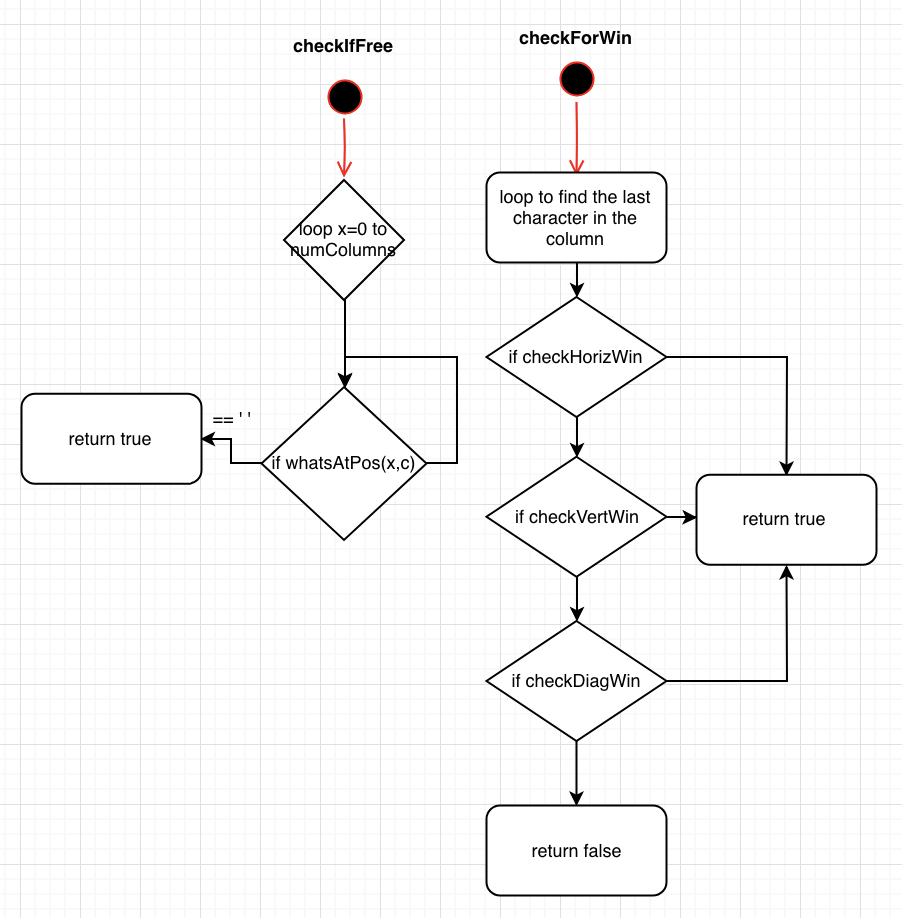 checkIfFree
loop x=0 to
numColumns
== ' '
return true
if whatsAtPos(x,c)
checkForWin
loop to find the last
character in the
column
if checkHorizWin
if checkVertWin
return true
if checkDiagWin
return false